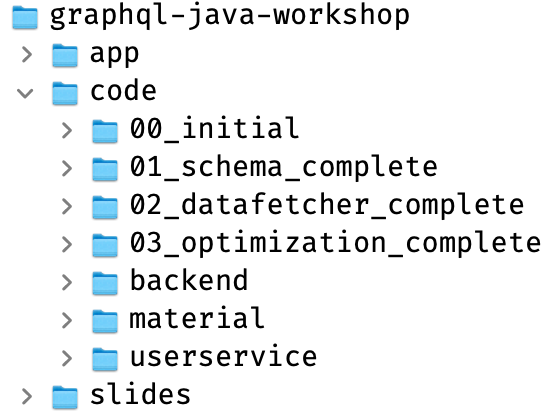 graphql-java-workshop
app
code
00_initial
01_schema_complete
02_datafetcher_complete
03_optimization_complete
backend
material
userservice
slides